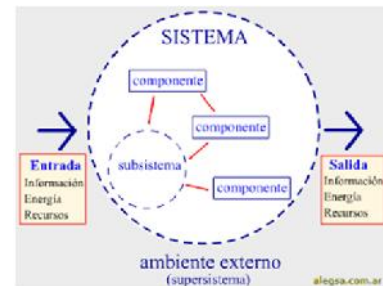 SISTEMA
componente
componente
subsistema
componente
Entrada
Información
Energía
Recursos
Salida
Información
Energía
Recursos
ambiente externo
(supersistema)
alegsa.com.ar